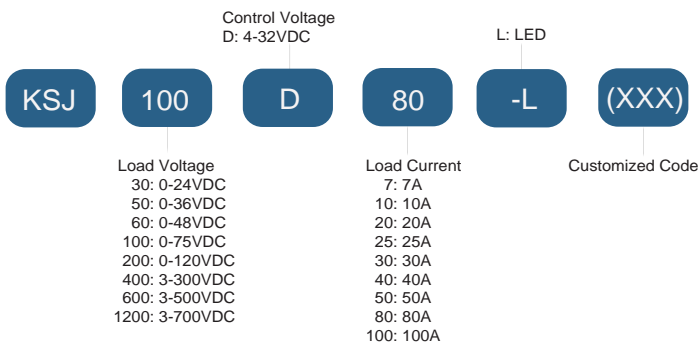 Control Voltage
D: 4-32VDC
L: LED
KSJ 100 D 80 -L (XXX)
Load Voltage
30: 0-24VDC
50: 0-36VDC
60: 0-48VDC
100: 0-75VDC
200: 0-120VDC
400: 3-300VDC
600: 3-500VDC
1200: 3-700VDC
Load Current
7: 7A
10: 10A
20: 20A
25: 25A
30: 30A
40: 40A
50: 50A
80: 80A
100: 100A
Customized Code